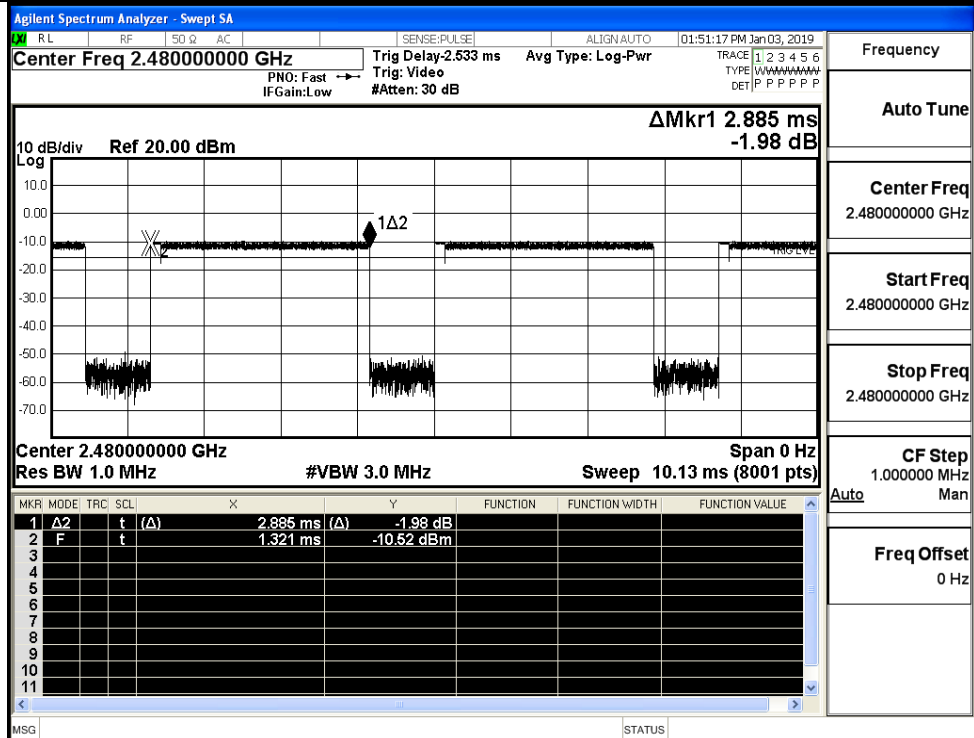 Agilent Spectrum Analyzer - Swept SA
LXI RL RF 50 Ω AC SENSE:PULSE ALIGN AUTO 01:51:17 PM Jan 03, 2019
Center Freq 2.480000000 GHz
PNO: Fast
IFGain:Low
Trig Delay-2.533 ms
Trig: Video
#Atten: 30 dB
Avg Type: Log-Pwr
TRACE 1 2 3 4 5 6
TYPE W
DET P P P P P P
ΔMkr1 2.885 ms
-1.98 dB
10 dB/div Ref 20.00 dBm
Log
10.0
0.00
-10.0
-20.0
-30.0
-40.0
-50.0
-60.0
-70.0
1Δ2
2
TRIG LVL
Center 2.480000000 GHz Span 0 Hz
Res BW 1.0 MHz #VBW 3.0 MHz Sweep 10.13 ms (8001 pts)
MKR MODE TRC SCL X Y FUNCTION FUNCTION WIDTH FUNCTION VALUE
1 Δ2 t (Δ) 2.885 ms (Δ) -1.98 dB
2 F t 1.321 ms -10.52 dBm
3
4
5
6
7
8
9
10
11
MSG STATUS
Frequency
Auto Tune
Center Freq
2.480000000 GHz
Start Freq
2.480000000 GHz
Stop Freq
2.480000000 GHz
CF Step
1.000000 MHz
Auto Man
Freq Offset
0 Hz